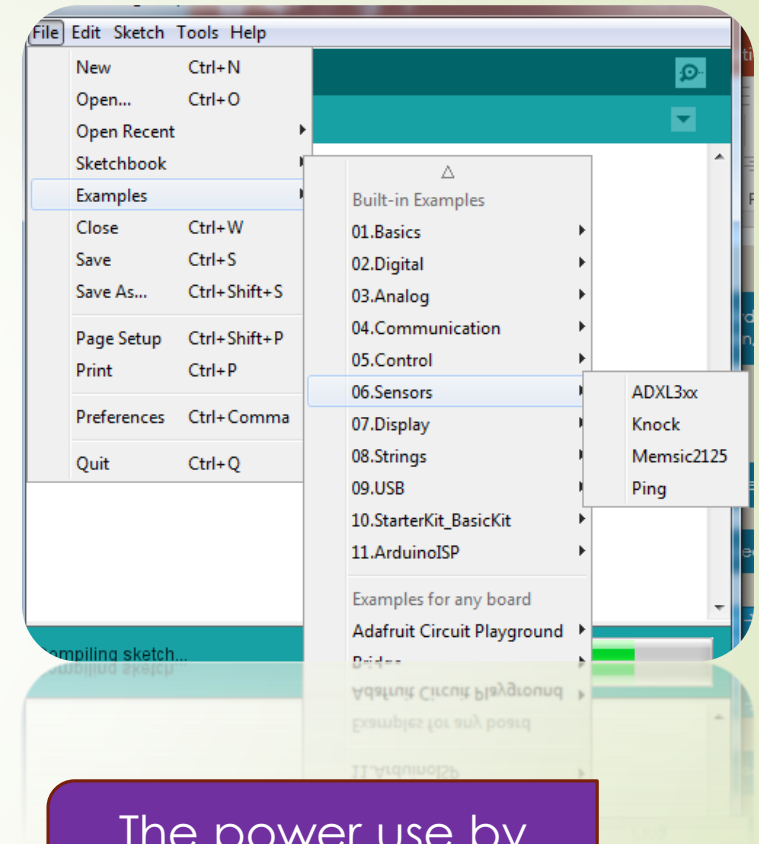 File Edit Sketch Tools Help
New Ctrl+N
Open... Ctrl+O
Open Recent
Sketchbook
Examples
Close Ctrl+W
Save Ctrl+S
Save As... Ctrl+Shift+S
Page Setup Ctrl+Shift+P
Print Ctrl+P
Preferences Ctrl+Comma
Quit Ctrl+Q
Built-in Examples
01.Basics
02.Digital
03.Analog
04.Communication
05.Control
06.Sensors
07.Display
08.Strings
09.USB
10.StarterKit_BasicKit
11.ArduinoISP
Examples for any board
Adafruit Circuit Playground
Bridge
ADXL3xx
Knock
Memsic2125
Ping
sketch...
The power use by